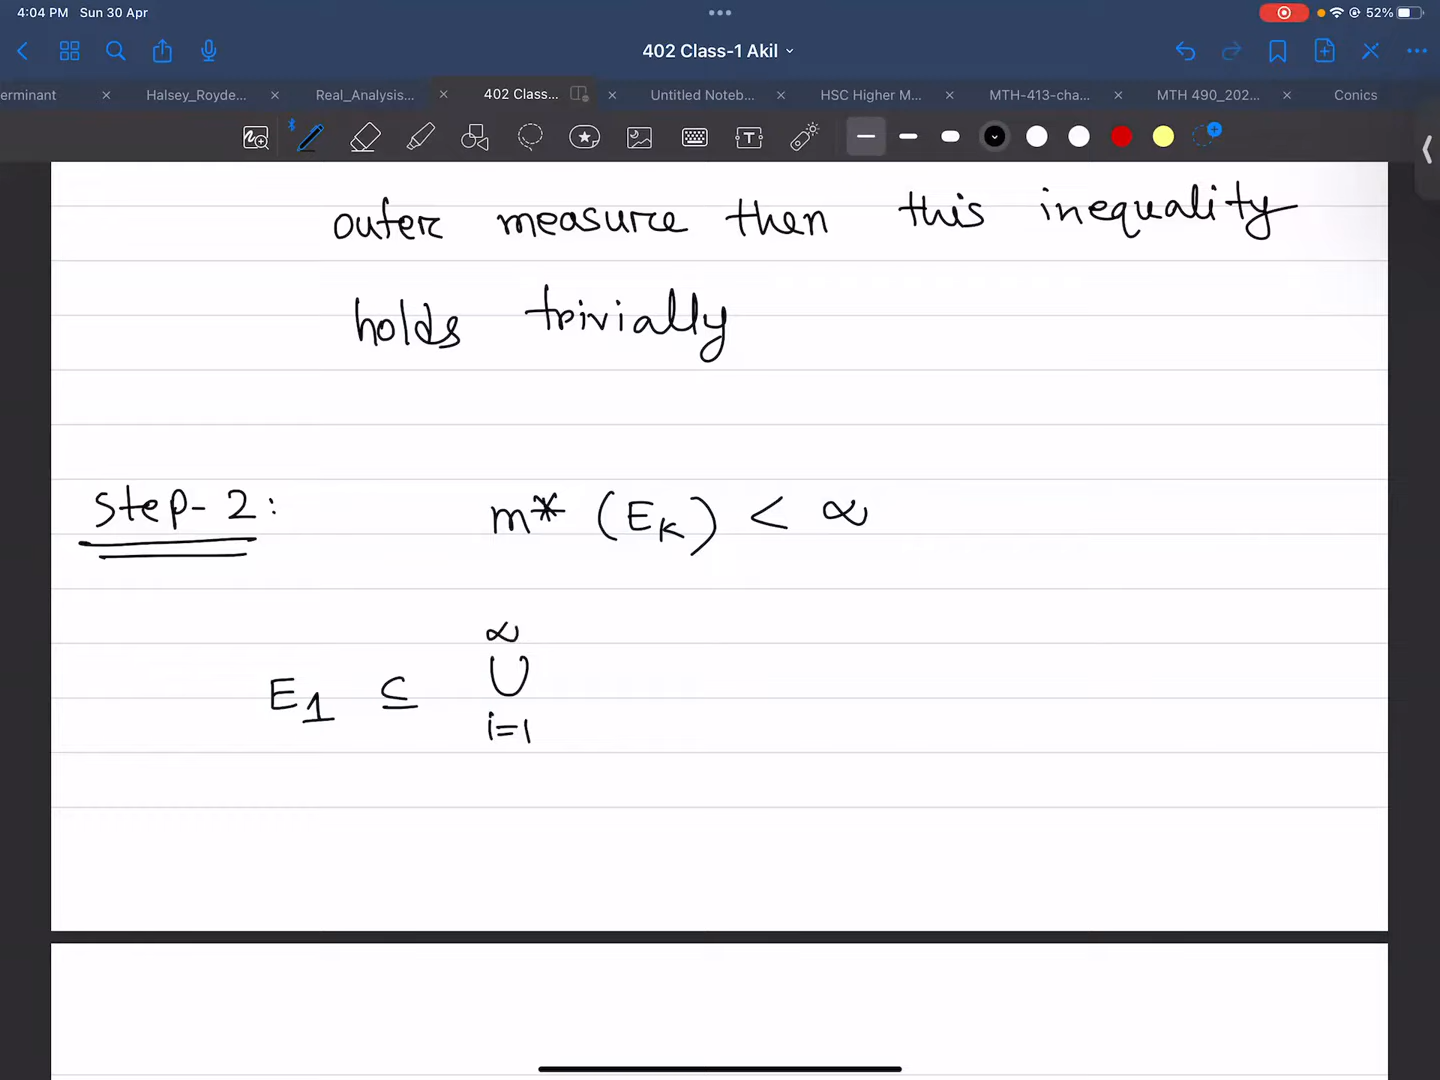 4:04 PM Sun 30 Apr
52%
402 Class-1 Akil
erminant
Halsey_Royde...
Real_Analysis...
402 Class...
Untitled Noteb...
HSC Higher M...
MTH-413-cha...
MTH 490_202...
Conics
outer measure then this inequality
holds trivially
Step-2: m* (E_K) < ∞
∞
E_1 ⊆ ∪
i=1